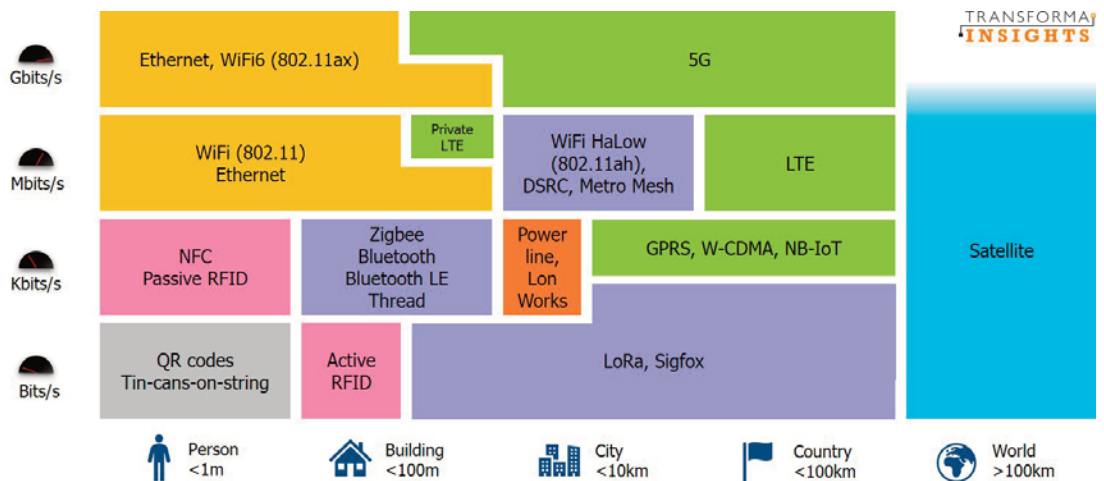 TRANSFORMA
INSIGHTS
Gbits/s
Ethernet, WiFi6 (802.11ax)
5G
Mbits/s
WiFi (802.11)
Ethernet
Private
LTE
WiFi HaLow
(802.11ah),
DSRC, Metro Mesh
LTE
Kbits/s
NFC
Passive RFID
Zigbee
Bluetooth
Bluetooth LE
Thread
Power
line,
Lon
Works
GPRS, W-CDMA, NB-IoT
Satellite
Bits/s
QR codes
Tin-cans-on-string
Active
RFID
LoRa, Sigfox
Person
<1m
Building
<100m
City
<10km
Country
<100km
World
>100km